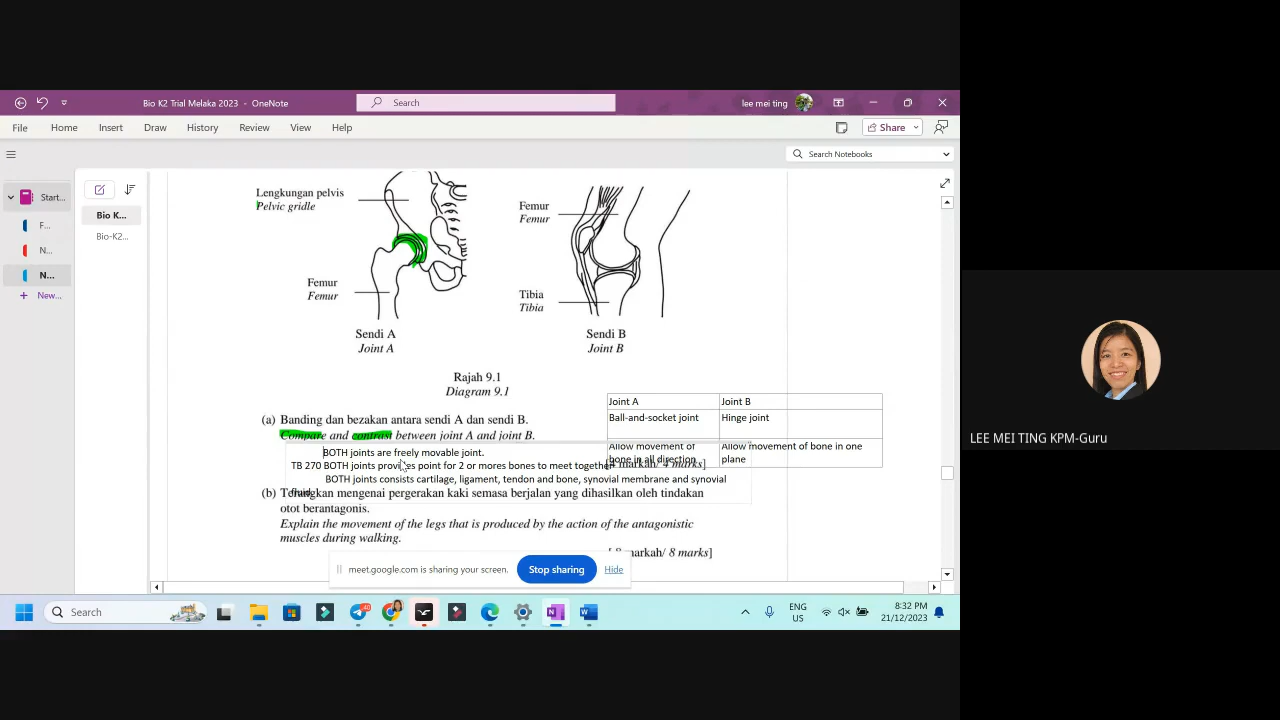 Bio K2 Trial Melaka 2023 - OneNote
Search
lee mei ting
File Home Insert Draw History Review View Help
Share
Search Notebooks
Start...
F...
N...
N...
New...
Bio K...
Bio-K2...
Lengkungan pelvis
Pelvic gridle
Femur
Femur
Sendi A
Joint A
Femur
Femur
Tibia
Tibia
Sendi B
Joint B
Rajah 9.1
Diagram 9.1
(a) Banding dan bezakan antara sendi A dan sendi B.
Compare and contrast between joint A and joint B.
Joint A Joint B
Ball-and-socket joint Hinge joint
Allow movement of bone in all direction
Allow movement of bone in one plane
BOTH joints are freely movable joint.
TB 270 BOTH joints provides point for 2 or mores bones to meet together
markah/ 4 marks]
BOTH joints consists cartilage, ligament, tendon and bone, synovial membrane and synovial
fluid
(b) Terangkan mengenai pergerakan kaki semasa berjalan yang dihasilkan oleh tindakan
otot berantagonis.
Explain the movement of the legs that is produced by the action of the antagonistic
muscles during walking.
[ 8 markah/ 8 marks]
meet.google.com is sharing your screen.
Stop sharing
Hide
Search
40
ENG
US
8:32 PM
21/12/2023
LEE MEI TING KPM-Guru